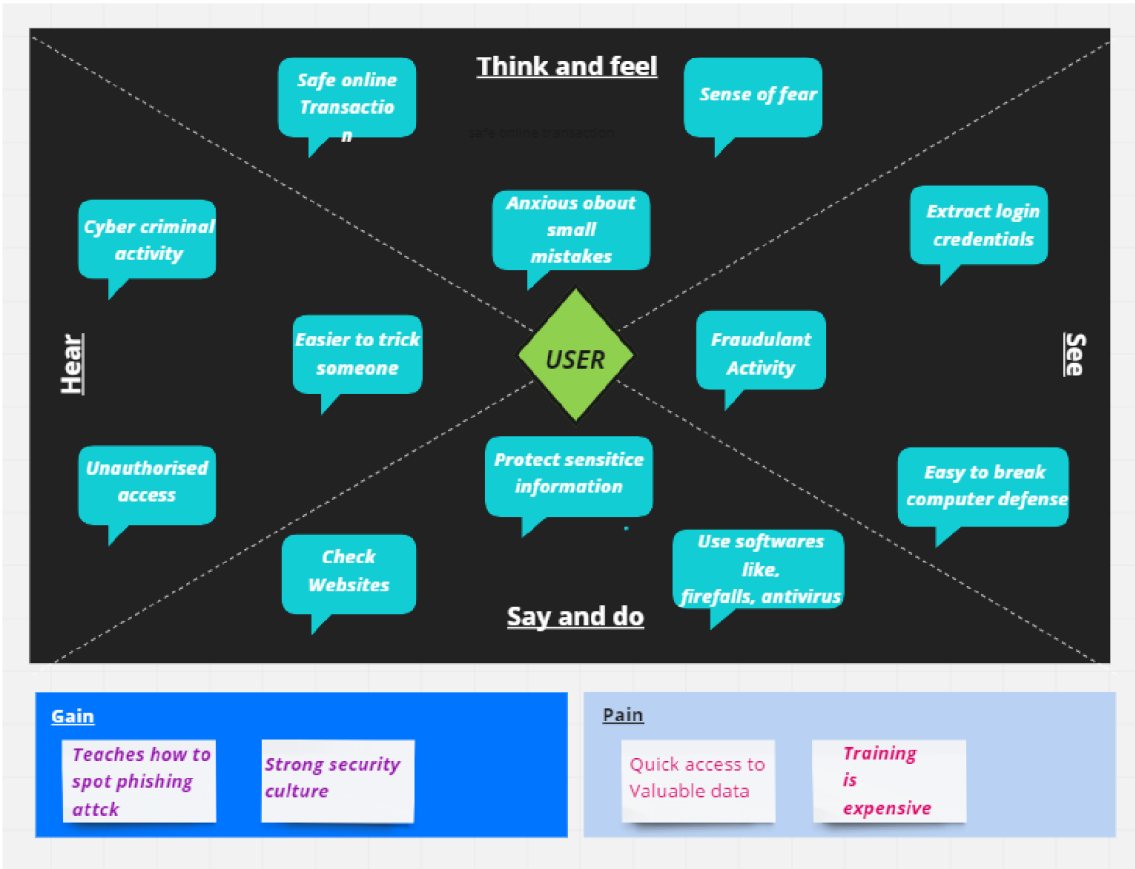 Think and feel
Safe online
Transactio
n
Sense of fear
safe online transaction
Anxious obout
small
mistakes
Cyber criminal
activity
Extract login
credentials
Hear
Easier to trick
someone
USER
Fraudulant
Activity
See
Unauthorised
access
Protect sensitice
information
Easy to break
computer defense
Check
Websites
Use softwares
like,
firefalls, antivirus
Say and do
Gain
Teaches how to
spot phishing
attck
Strong security
culture
Pain
Quick access to
Valuable data
Training
is
expensive